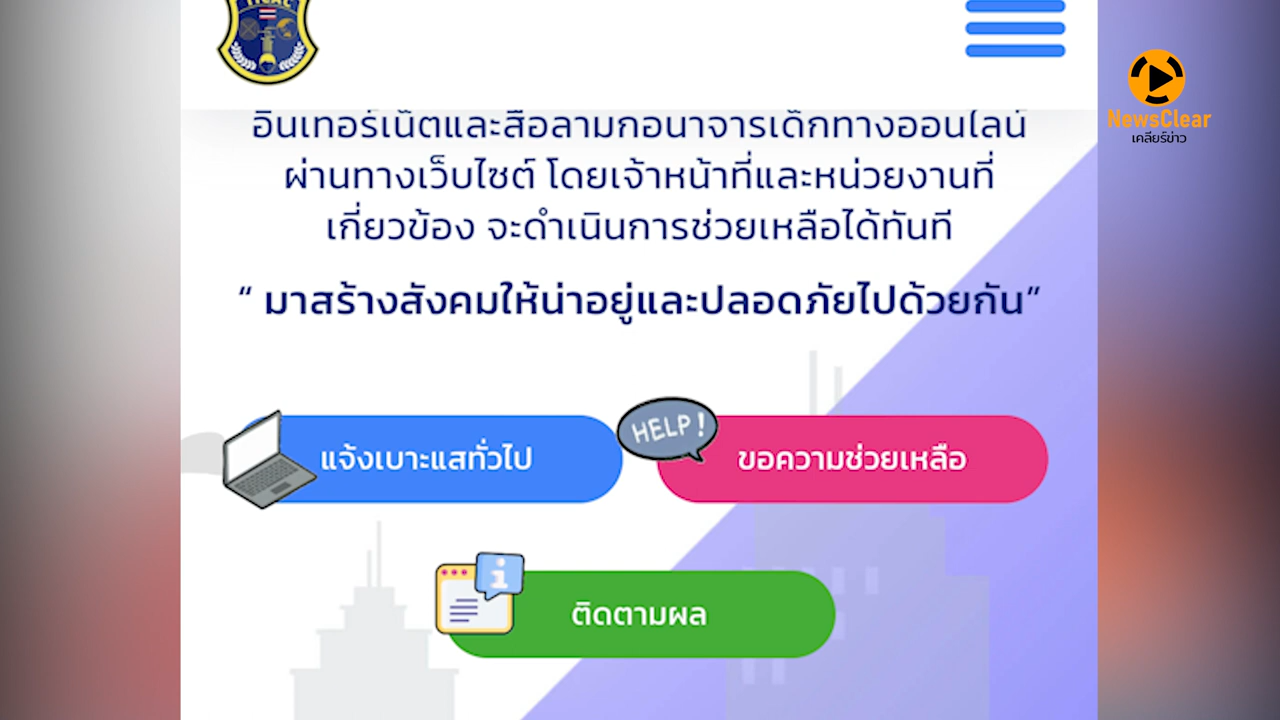 TICAC
NewsClear
เคลียร์ข่าว
อินเทอร์เน็ตและสื่อลามกอนาจารเด็กทางออนไลน์
ผ่านทางเว็บไซต์ โดยเจ้าหน้าที่และหน่วยงานที่
เกี่ยวข้อง จะดำเนินการช่วยเหลือได้ทันที
“ มาสร้างสังคมให้น่าอยู่และปลอดภัยไปด้วยกัน”
แจ้งเบาะแสทั่วไป
HELP!
ขอความช่วยเหลือ
i
ติดตามผล